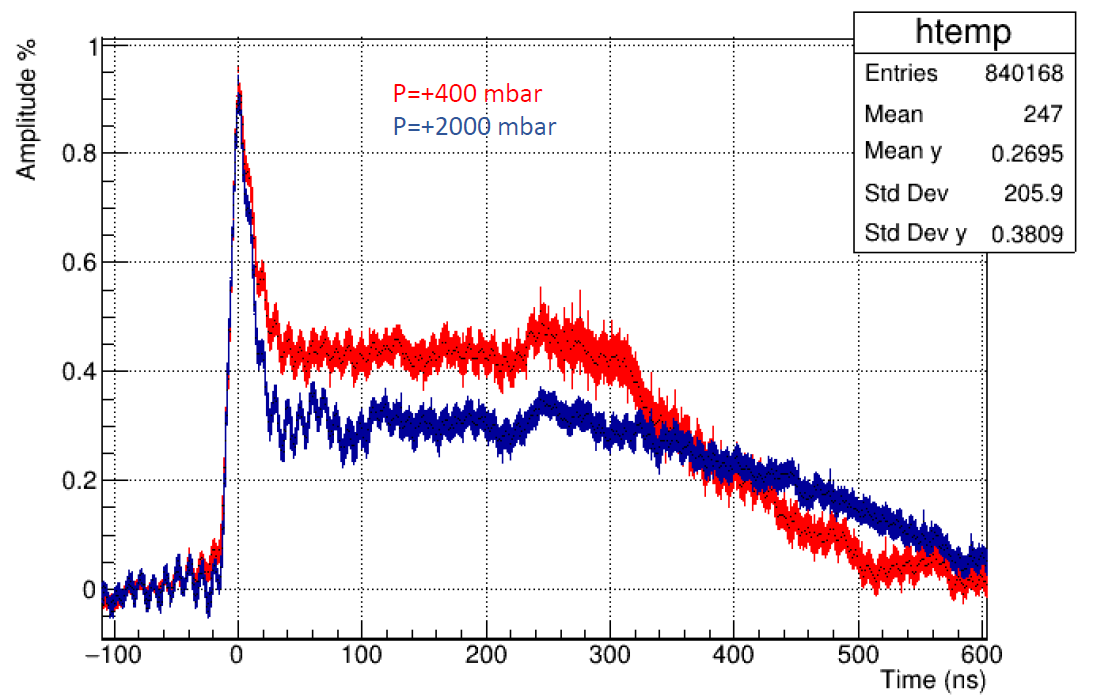 htemp
Entries 840168
Mean 247
Mean y 0.2695
Std Dev 205.9
Std Dev y 0.3809
P=+400 mbar
P=+2000 mbar
Amplitude %
1
0.8
0.6
0.4
0.2
0
−100 0 100 200 300 400 500 600
Time (ns)